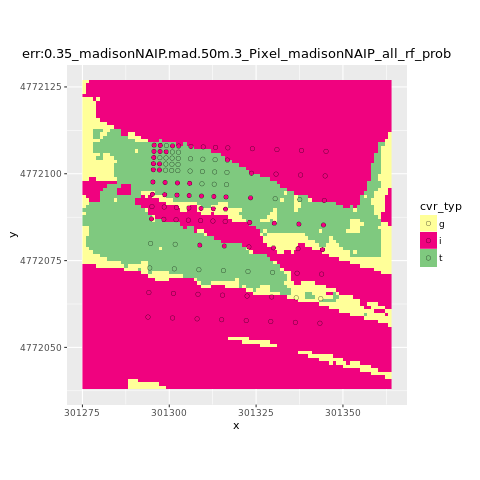 err:0.35_madisonNAIP.mad.50m.3_Pixel_madisonNAIP_all_rf_prob
4772125
4772100
4772075
4772050
y
301275
301300
301325
301350
x
cvr_typ
g
i
t